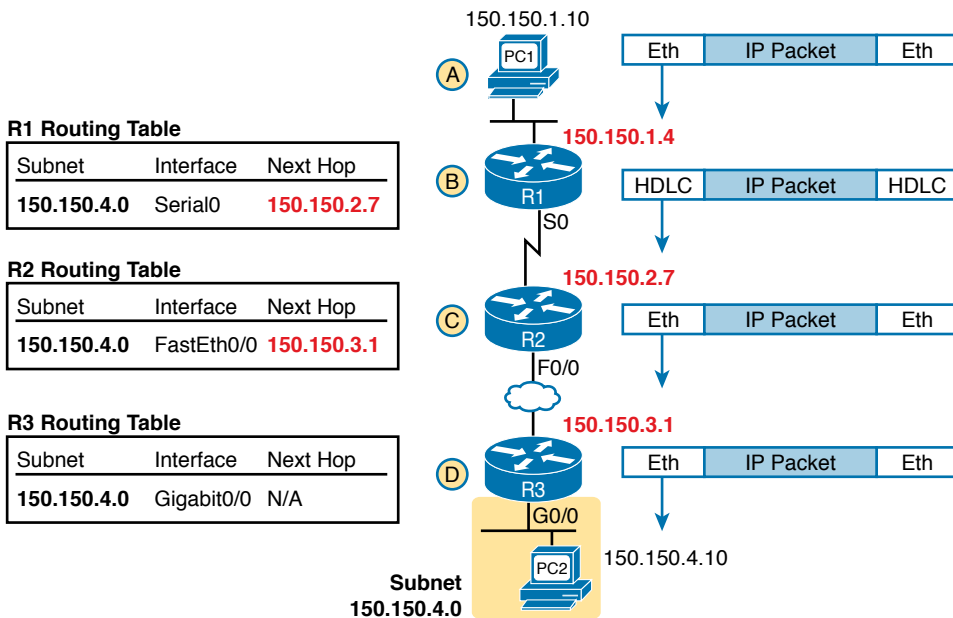 150.150.1.10
PC1
A
Eth IP Packet Eth
R1 Routing Table
Subnet Interface Next Hop
150.150.4.0 Serial0 150.150.2.7
150.150.1.4
B
R1
HDLC IP Packet HDLC
S0
R2 Routing Table
Subnet Interface Next Hop
150.150.4.0 FastEth0/0 150.150.3.1
150.150.2.7
C
R2
Eth IP Packet Eth
F0/0
R3 Routing Table
Subnet Interface Next Hop
150.150.4.0 Gigabit0/0 N/A
150.150.3.1
D
R3
Eth IP Packet Eth
G0/0
PC2
150.150.4.10
Subnet
150.150.4.0